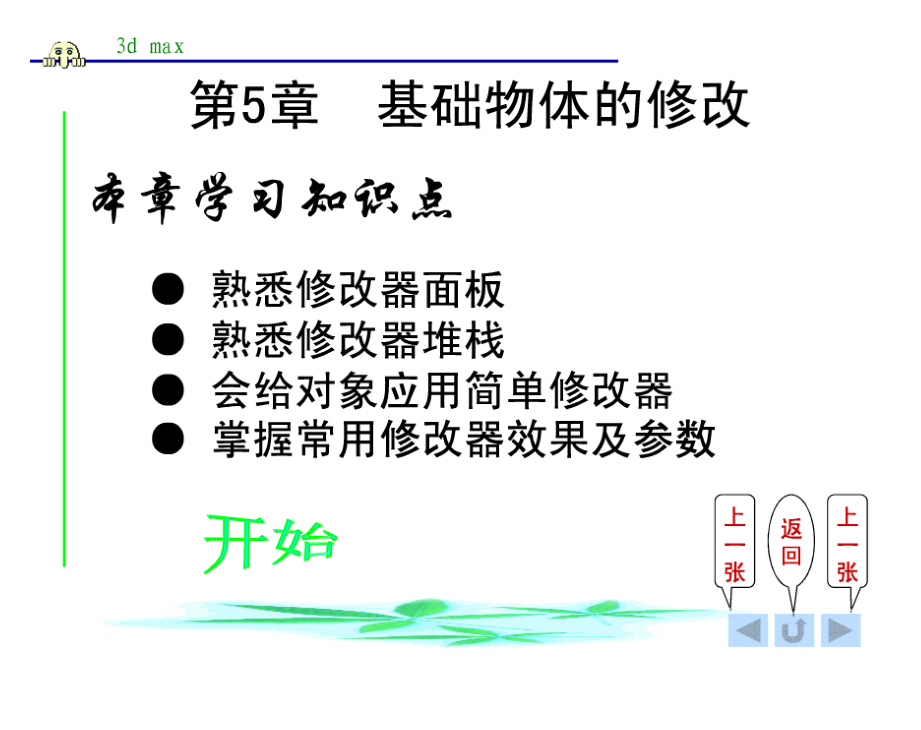 3d max
第5章 基础物体的修改
本章学习知识点
● 熟悉修改器面板
● 熟悉修改器堆栈
● 会给对象应用简单修改器
● 掌握常用修改器效果及参数
开始
上一张
返回
上一张